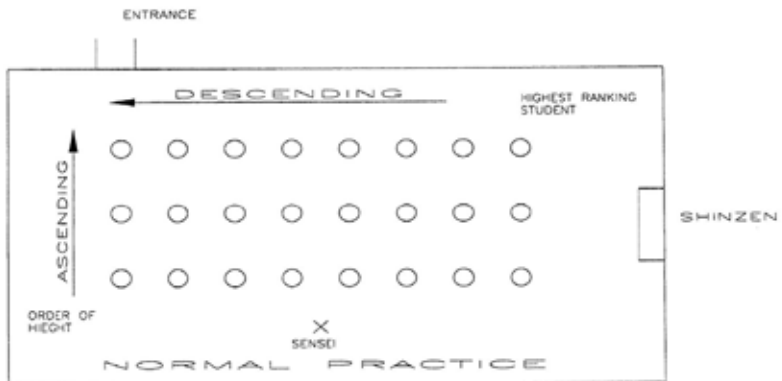 ENTRANCE
DESCENDING
HIGHEST RANKING
STUDENT
ASCENDING
SHINZEN
ORDER OF
HIEGHT
SENSEI
NORMAL PRACTICE